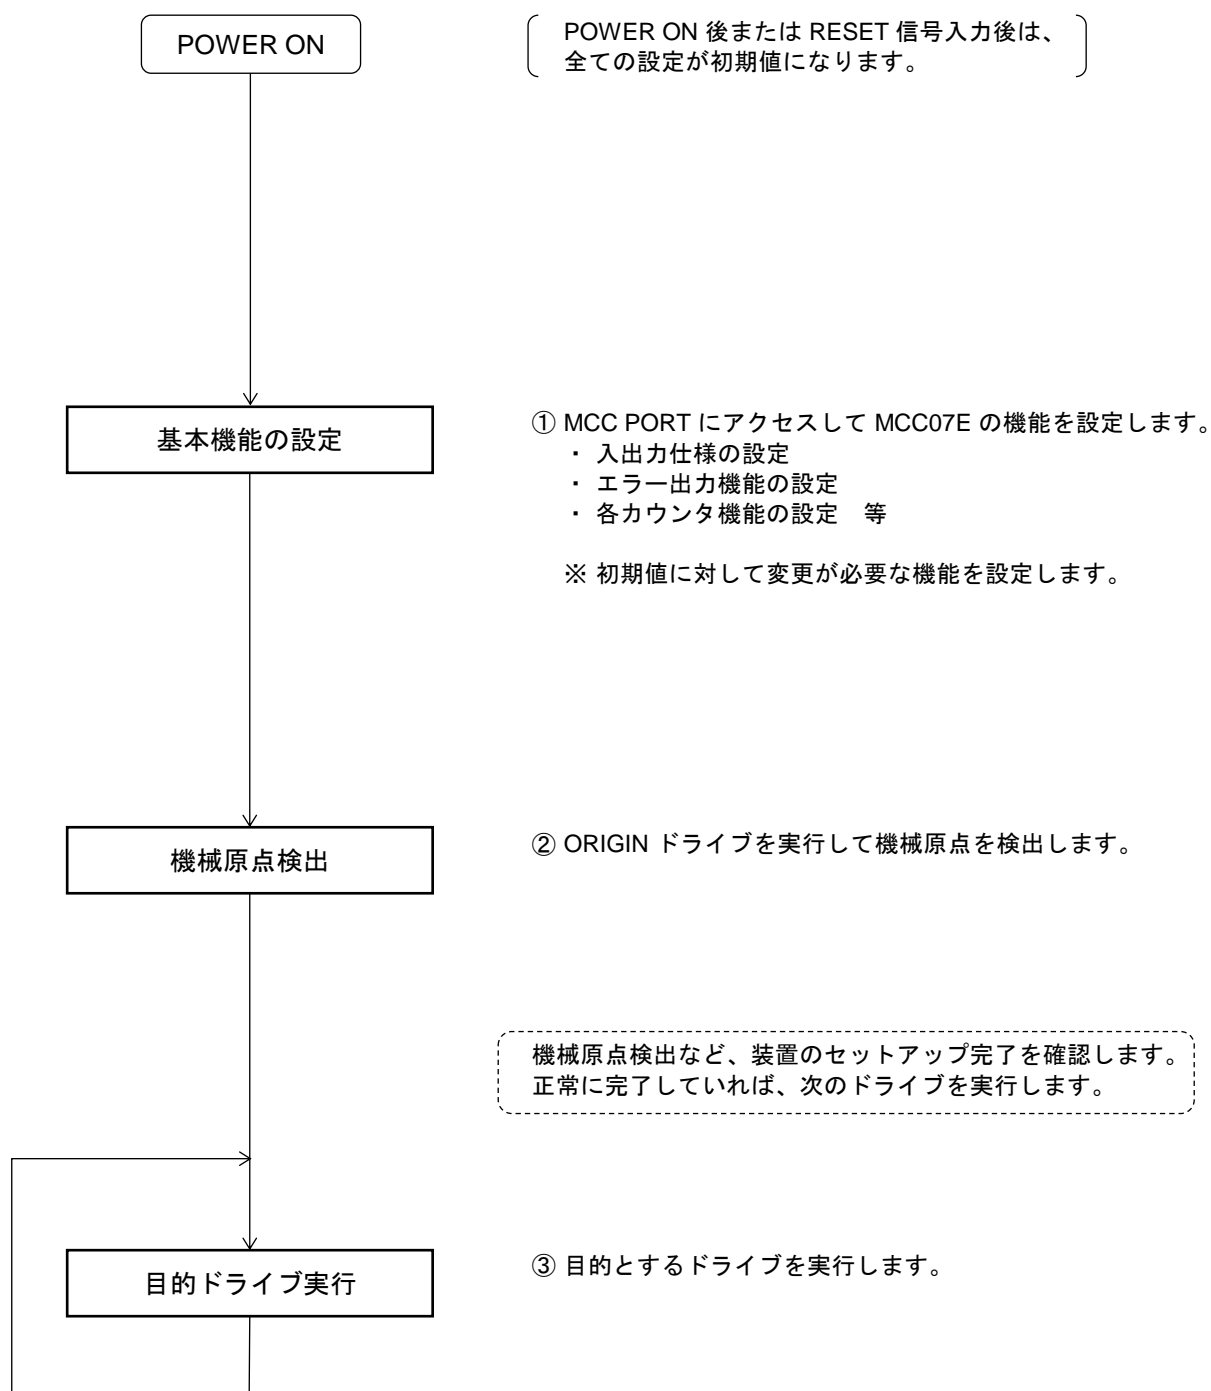 POWER ON
POWER ON 後または RESET 信号入力後は、
全ての設定が初期値になります。
基本機能の設定
① MCC PORT にアクセスして MCC07E の機能を設定します。
・ 入出力仕様の設定
・ エラー出力機能の設定
・ 各カウンタ機能の設定　等
※ 初期値に対して変更が必要な機能を設定します。
機械原点検出
② ORIGIN ドライブを実行して機械原点を検出します。
機械原点検出など、装置のセットアップ完了を確認します。
正常に完了していれば、次のドライブを実行します。
目的ドライブ実行
③ 目的とするドライブを実行します。